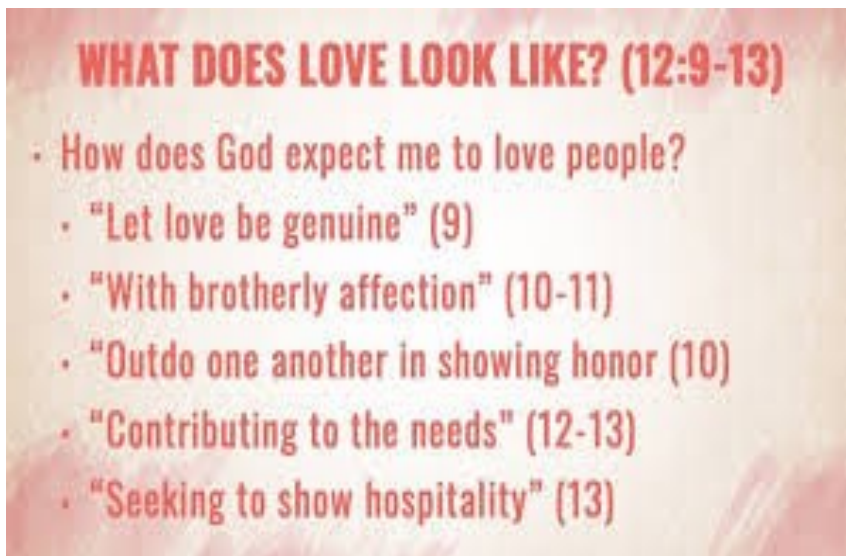 WHAT DOES LOVE LOOK LIKE? (12:9-13)
· How does God expect me to love people?
· “Let love be genuine” (9)
· “With brotherly affection” (10-11)
· “Outdo one another in showing honor (10)
· “Contributing to the needs” (12-13)
· “Seeking to show hospitality” (13)